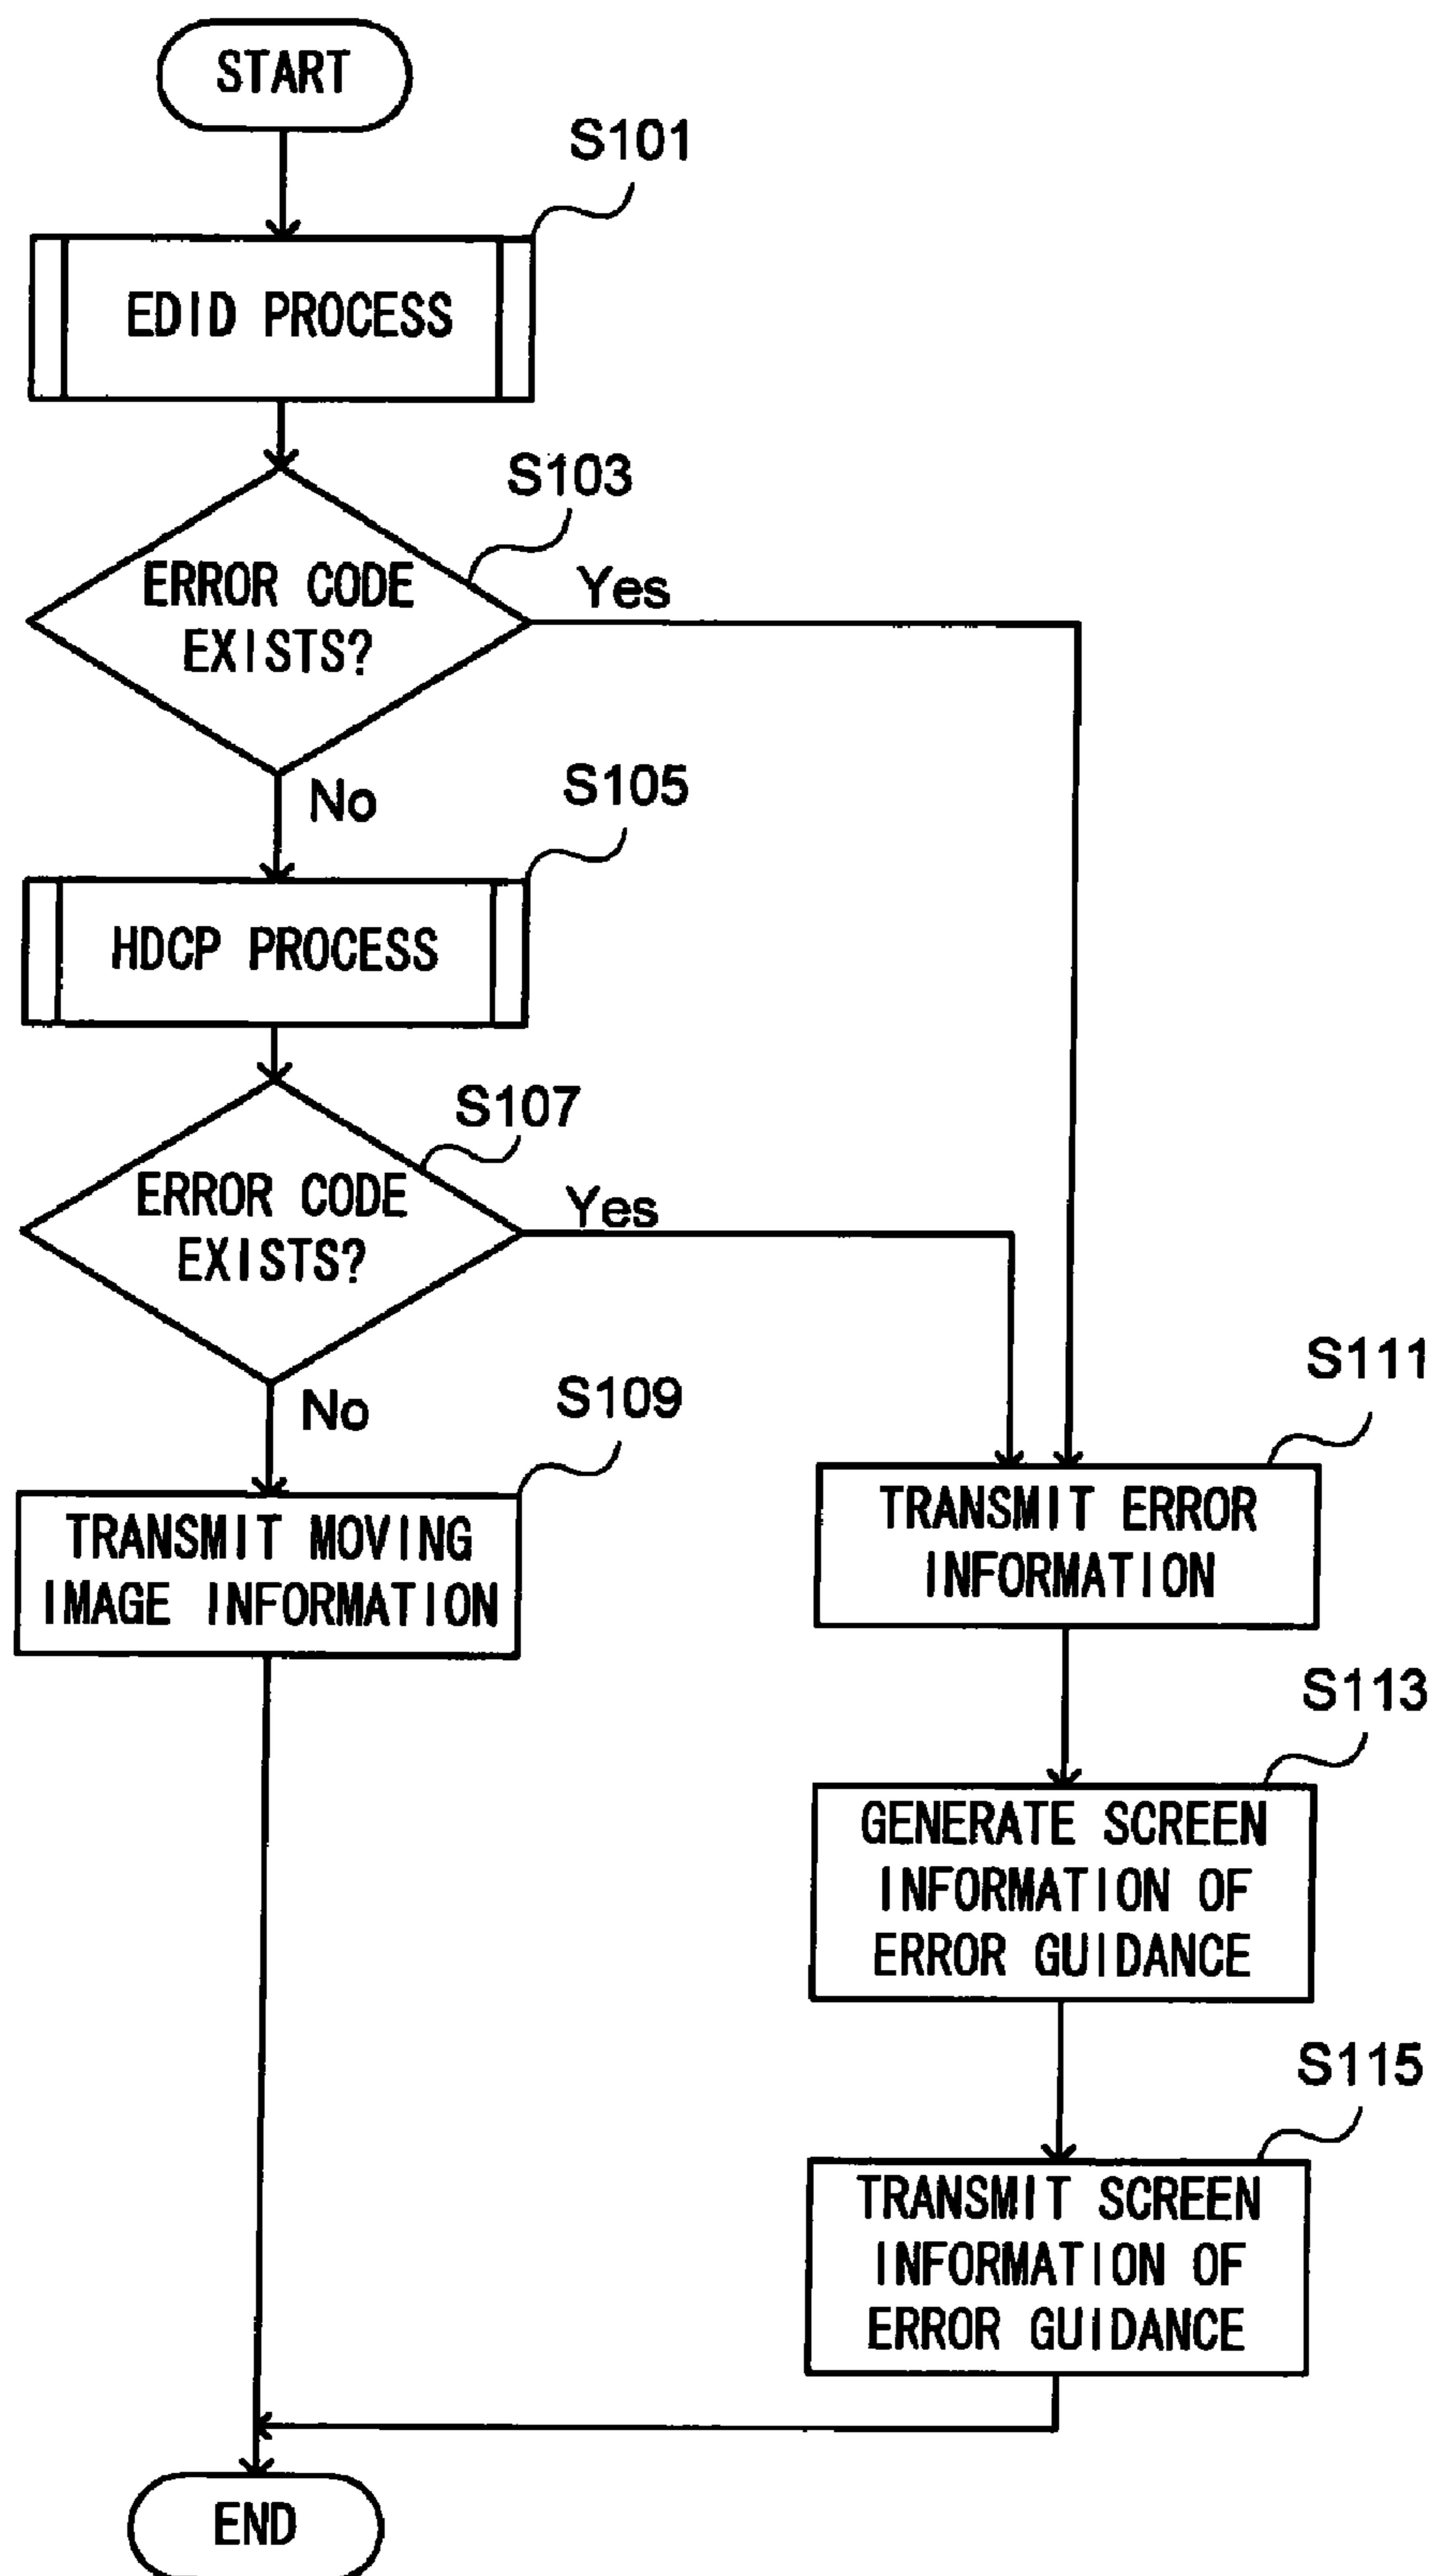 START
S101
EDID PROCESS
S103
ERROR CODE
EXISTS?
Yes
No
S105
HDCP PROCESS
S107
ERROR CODE
EXISTS?
Yes
No
S109
TRANSMIT MOVING
IMAGE INFORMATION
S111
TRANSMIT ERROR
INFORMATION
S113
GENERATE SCREEN
INFORMATION OF
ERROR GUIDANCE
S115
TRANSMIT SCREEN
INFORMATION OF
ERROR GUIDANCE
END